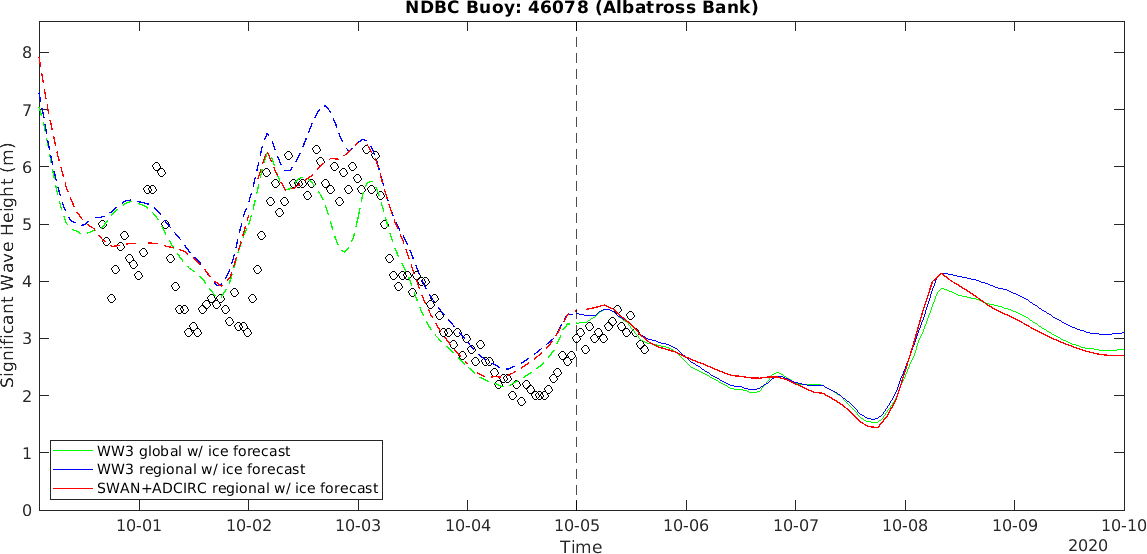 NDBC Buoy: 46078 (Albatross Bank)
Significant Wave Height (m)
8
7
6
5
4
3
2
1
0
WW3 global w/ ice forecast
WW3 regional w/ ice forecast
SWAN+ADCIRC regional w/ ice forecast
10-01 10-02 10-03 10-04 10-05 10-06 10-07 10-08 10-09 10-10
Time
2020